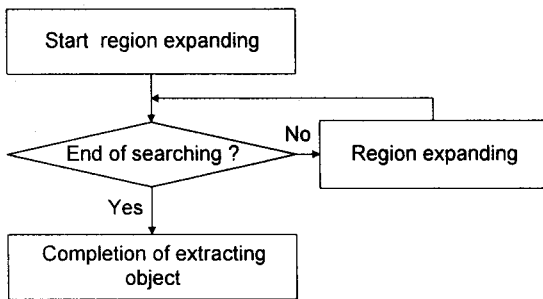 Start region expanding
End of searching ?
No
Region expanding
Yes
Completion of extracting
object